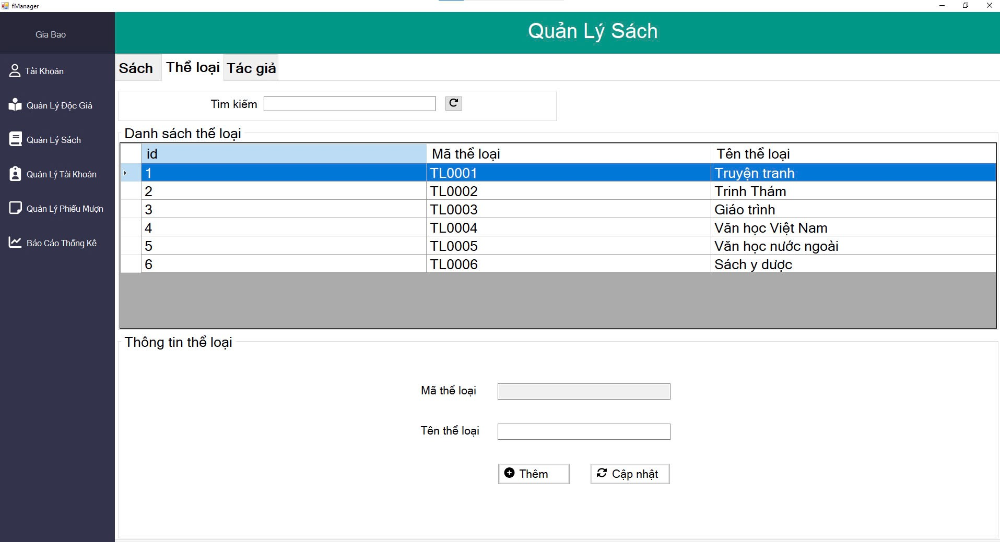 fManager
Gia Bao
Quản Lý Sách
Tài Khoản
Quản Lý Độc Giả
Quản Lý Sách
Quản Lý Tài Khoản
Quản Lý Phiếu Mượn
Báo Cáo Thống Kê
Sách Thể loại Tác giả
Tìm kiếm
Danh sách thể loại
id Mã thể loại Tên thể loại
1 TL0001 Truyện tranh
2 TL0002 Trinh Thám
3 TL0003 Giáo trình
4 TL0004 Văn học Việt Nam
5 TL0005 Văn học nước ngoài
6 TL0006 Sách y dược
Thông tin thể loại
Mã thể loại
Tên thể loại
Thêm Cập nhật